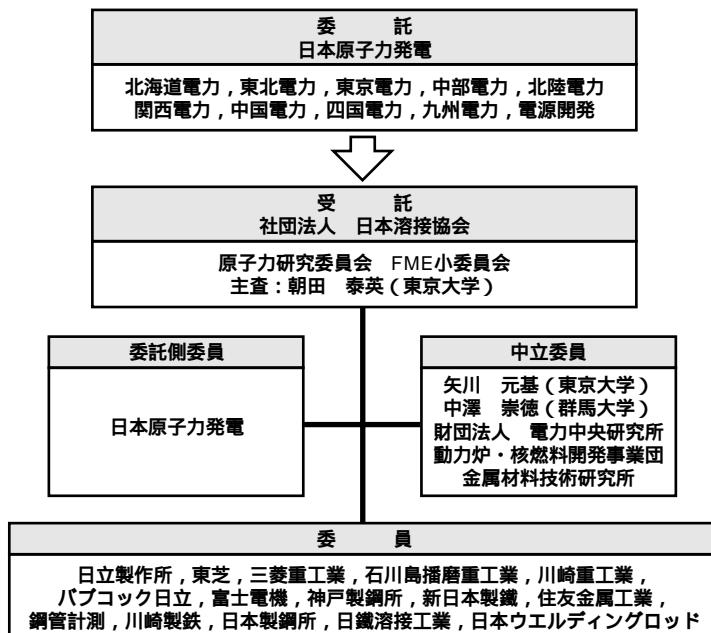 委　　託
日本原子力発電
北海道電力，東北電力，東京電力，中部電力，北陸電力
関西電力，中国電力，四国電力，九州電力，電源開発
受　　託
社団法人　日本溶接協会
原子力研究委員会　FME小委員会
主査：朝田　泰英（東京大学）
委託側委員
日本原子力発電
中立委員
矢川　元基（東京大学）
中澤　崇徳（群馬大学）
財団法人　電力中央研究所
動力炉・核燃料開発事業団
金属材料技術研究所
委　　員
日立製作所，東芝，三菱重工業，石川島播磨重工業，川崎重工業，
バブコック日立，富士電機，神戸製鋼所，新日本製鐵，住友金属工業，
鋼管計測，川崎製鉄，日本製鋼所，日鐵溶接工業，日本ウエルディングロッド